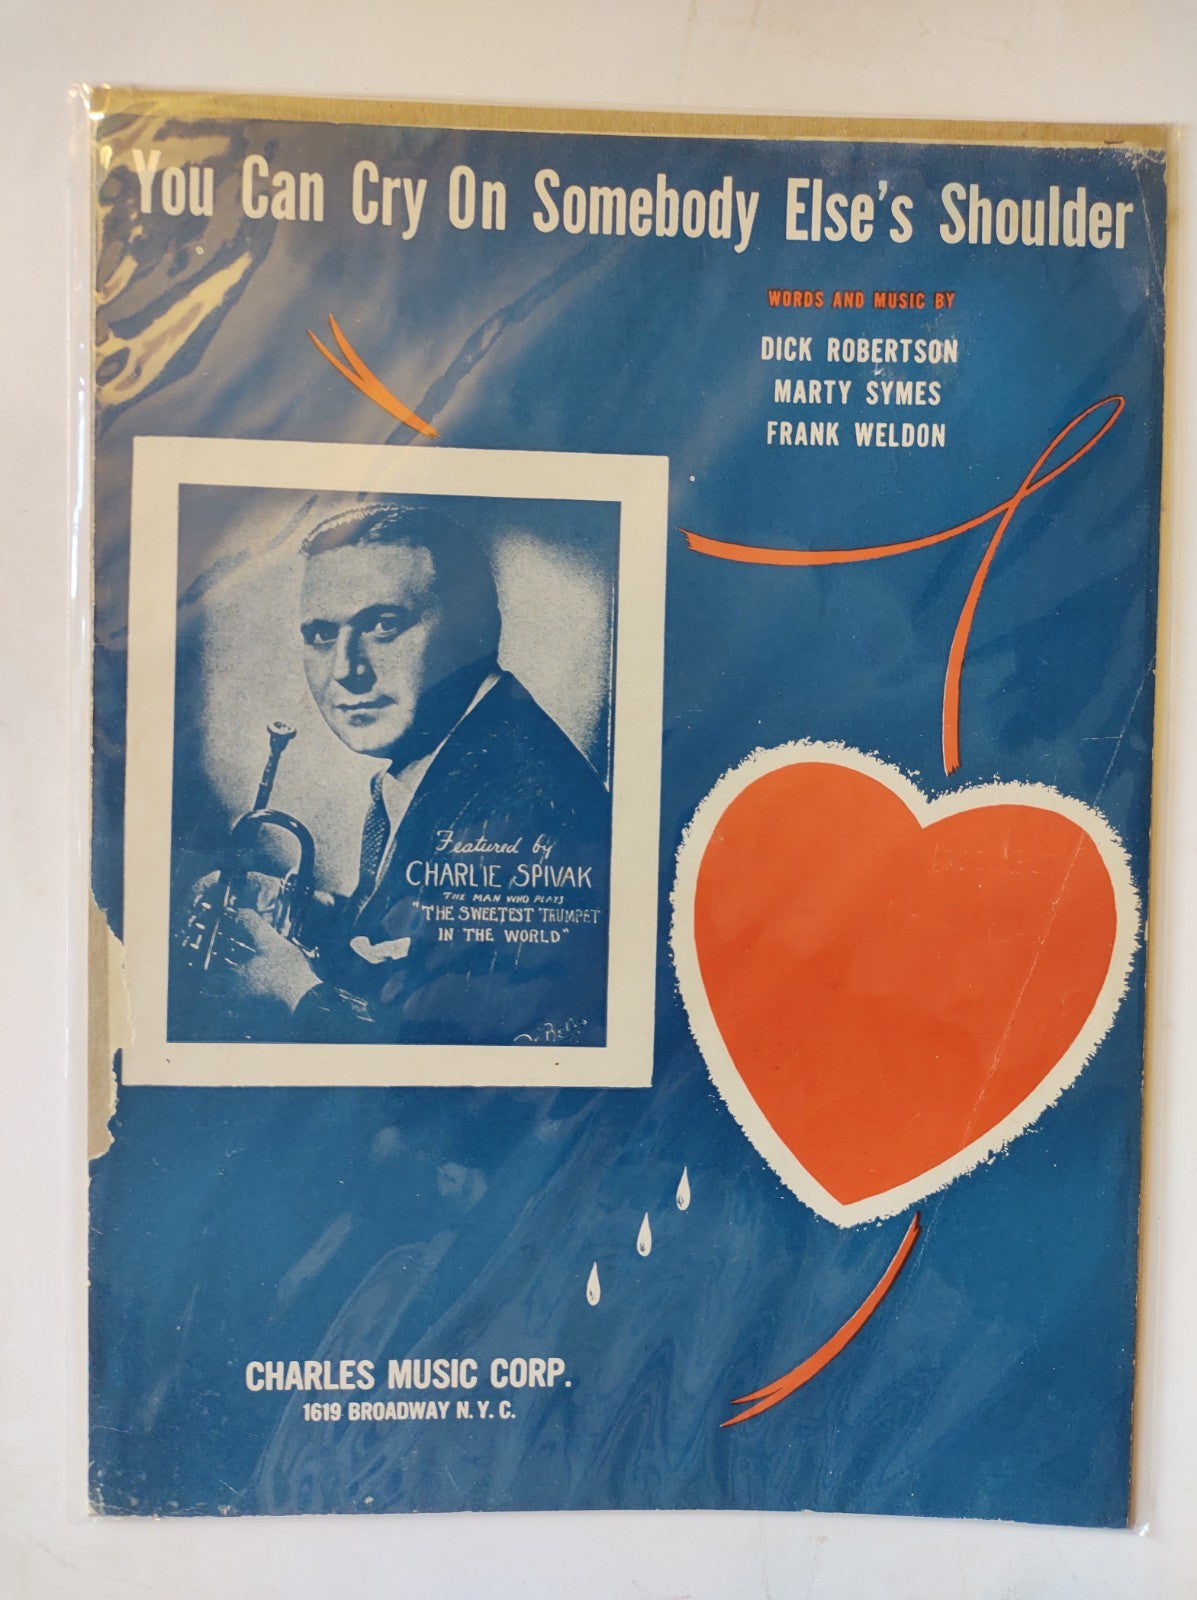 You Can Cry On Somebody Else's Shoulder
WORDS AND MUSIC BY
DICK ROBERTSON
MARTY SYMES
FRANK WELDON
Featured by
CHARLIE SPIVAK
THE MAN WHO PLAYS
"THE SWEETEST TRUMPET
IN THE WORLD"
CHARLES MUSIC CORP.
1619 BROADWAY N. Y. C.